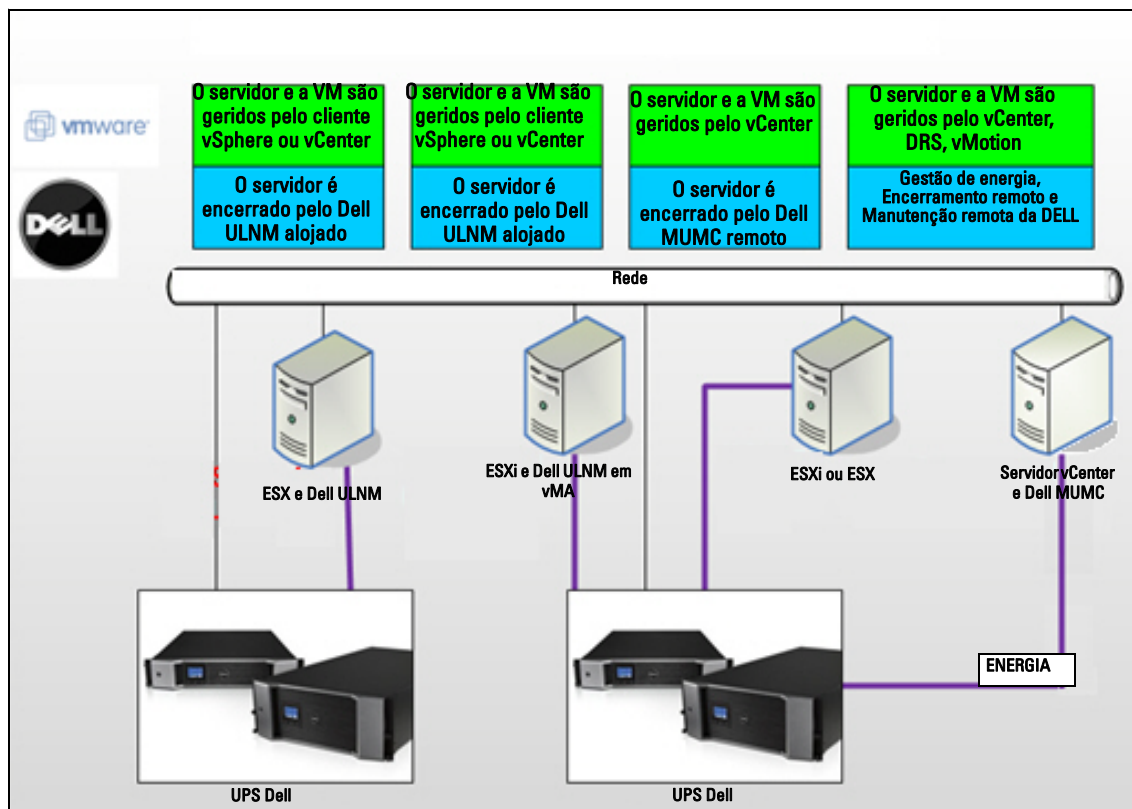 vmware
DELL
O servidor e a VM são
geridos pelo cliente
vSphere ou vCenter
O servidor é
encerrado pelo Dell
ULNM alojado
O servidor e a VM são
geridos pelo cliente
vSphere ou vCenter
O servidor é
encerrado pelo Dell
ULNM alojado
O servidor e a VM são
geridos pelo vCenter
O servidor é
encerrado pelo Dell
MUMC remoto
O servidor e a VM são
geridos pelo vCenter,
DRS, vMotion
Gestão de energia,
Encerramento remoto e
Manutenção remota da DELL
Rede
ESX e Dell ULNM
ESXi e Dell ULNM em
vMA
ESXi ou ESX
Servidor vCenter
e Dell MUMC
ENERGIA
UPS Dell
UPS Dell